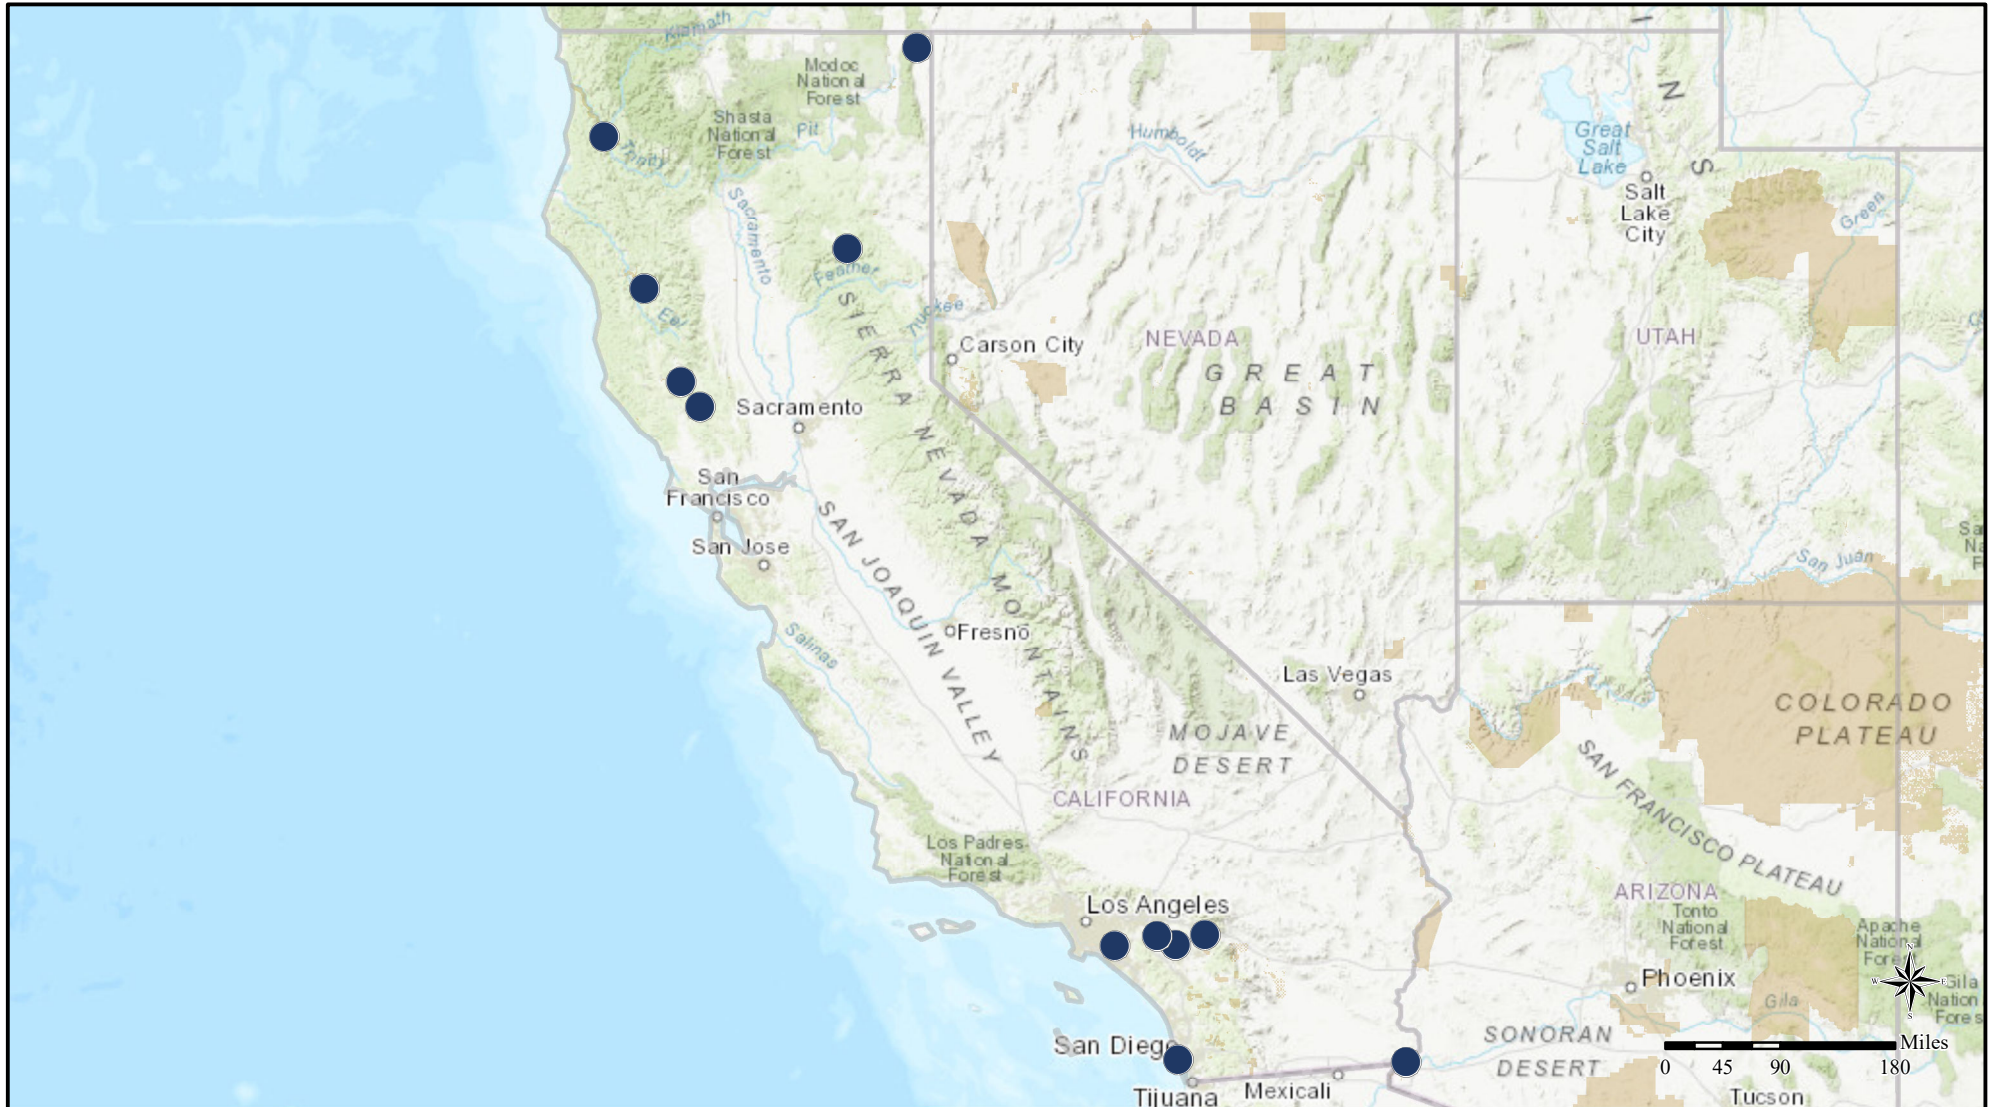 Klamath
Modoc
National
Forest
Shasta
National
Forest
Pit
Trinity
Sacramento
Feather
Eel
Truckee
Humboldt
Great
Salt
Lake
Salt
Lake
City
Green
N
S
Carson City
NEVADA
GREAT
BASIN
UTAH
SIERRA NEVADA MOUNTAINS
Sacramento
San
Francisco
San Jose
SAN JOAQUIN VALLEY
Salinas
Fresno
Las Vegas
San Juan
MOJAVE
DESERT
CALIFORNIA
COLORADO
PLATEAU
SAN FRANCISCO PLATEAU
Los Padres
National
Forest
Los Angeles
ARIZONA
Tonto
National
Forest
Apache
National
Fores
Phoenix
Gila
Gila
Nation
Fores
N
W
E
S
San Diego
SONORAN
DESERT
Tijuana
Mexicali
Tucson
Miles
0 45 90 180